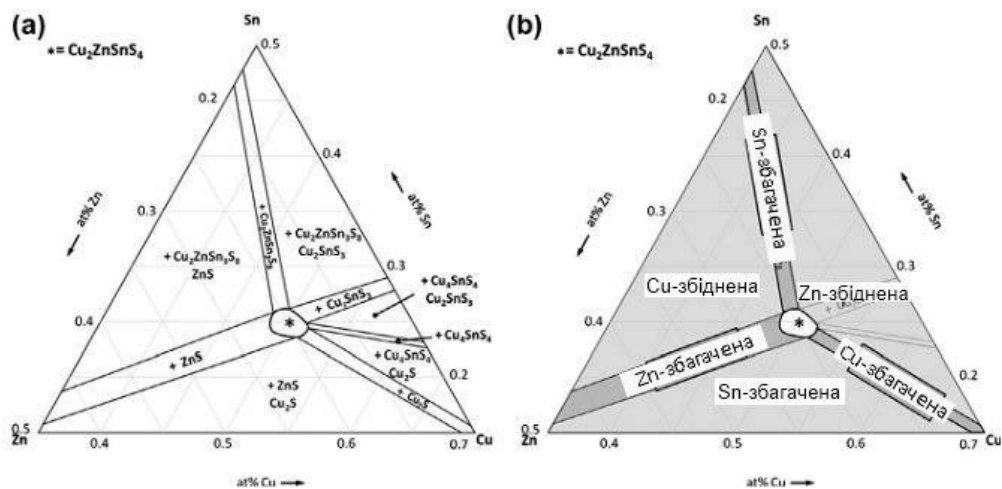 (a)
Sn
*= Cu₂ZnSnS₄
0.5
0.2
0.4
at% Zn
at% Sn
0.3
+ Cu₂ZnSn₃S₈
+ Cu₂ZnSn₃S₈
Cu₂SnS₃
+ Cu₂ZnSn₃S₈
ZnS
0.3
+ Cu₄SnS₄
Cu₂SnS₃
+ Cu₂SnS₃
0.4
*
+ Cu₄SnS₄
+ ZnS
+ Cu₄SnS₄
Cu₂S
0.2
+ ZnS
Cu₂S
+ Cu₂S
0.5
Zn
0.4
0.5
0.6
0.7
Cu
at% Cu
(b)
Sn
*= Cu₂ZnSnS₄
0.5
0.2
0.4
at% Zn
at% Sn
Sn-збагачена
0.3
0.3
Cu-збіднена
Zn-збіднена
0.4
*
Zn-збагачена
Cu-збагачена
0.2
Sn-збагачена
0.5
Zn
0.4
0.5
0.6
0.7
Cu
at% Cu